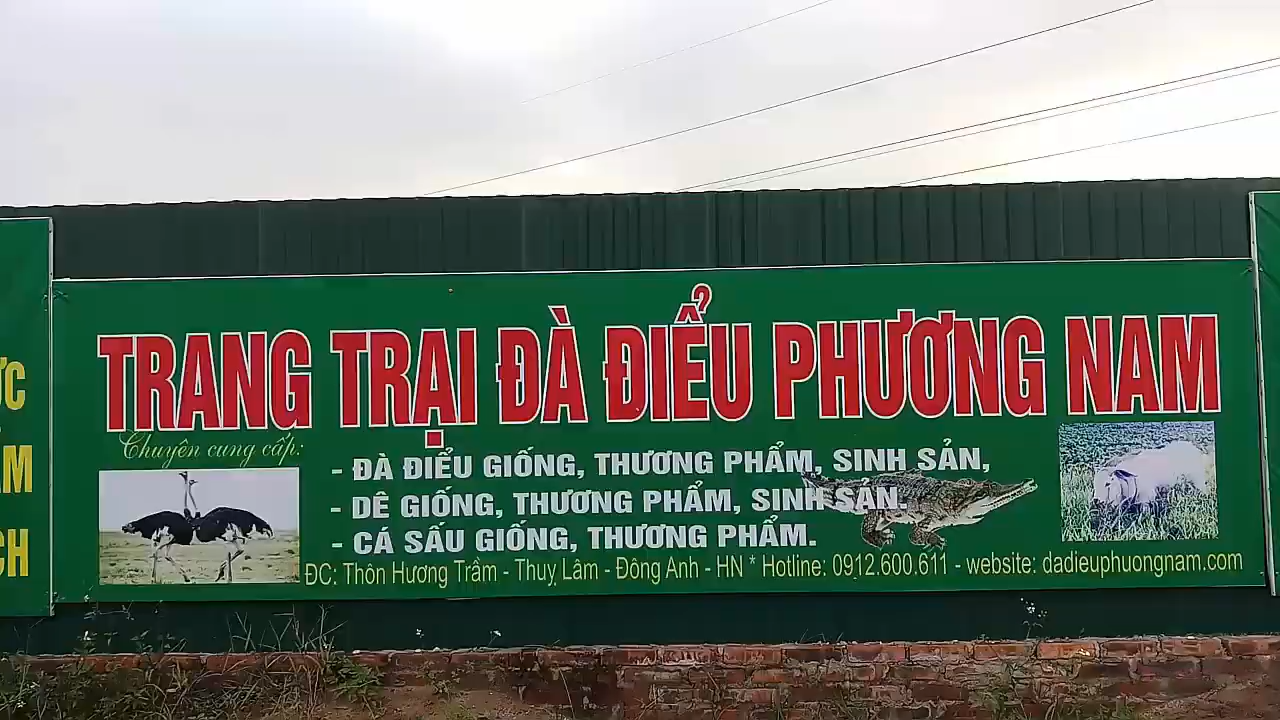 TRANG TRẠI ĐÀ ĐIỂU PHƯƠNG NAM
Chuyên cung cấp:
- ĐÀ ĐIỂU GIỐNG, THƯƠNG PHẨM, SINH SẢN,
- DÊ GIỐNG, THƯƠNG PHẨM, SINH SẢN.
- CÁ SẤU GIỐNG, THƯƠNG PHẨM.
ĐC: Thôn Hương Trầm - Thuỵ Lâm - Đông Anh - HN * Hotline: 0912.600.611 - website: dadieuphuongnam.com